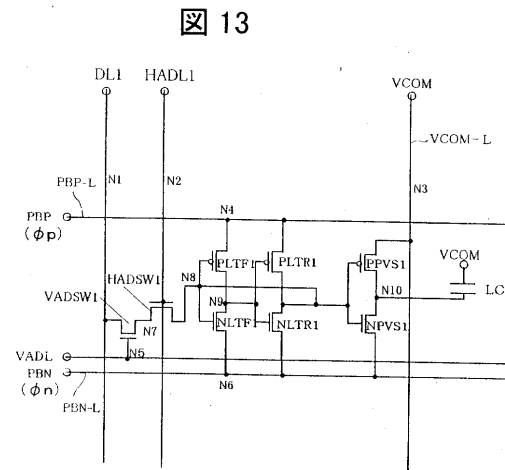 図 13
DL1 HADL1 VCOM
VCOM-L
PBP-L N1 N2 N3
PBP N4
(φp)
PLTF1 PLTR1 PPVS1 VCOM
HADSW1 N8
VADSW1 N9 N10 LC
N7 NLTF1 NLTR1 NPVS1
N5
VADL
PBN
(φn) N6
PBN-L